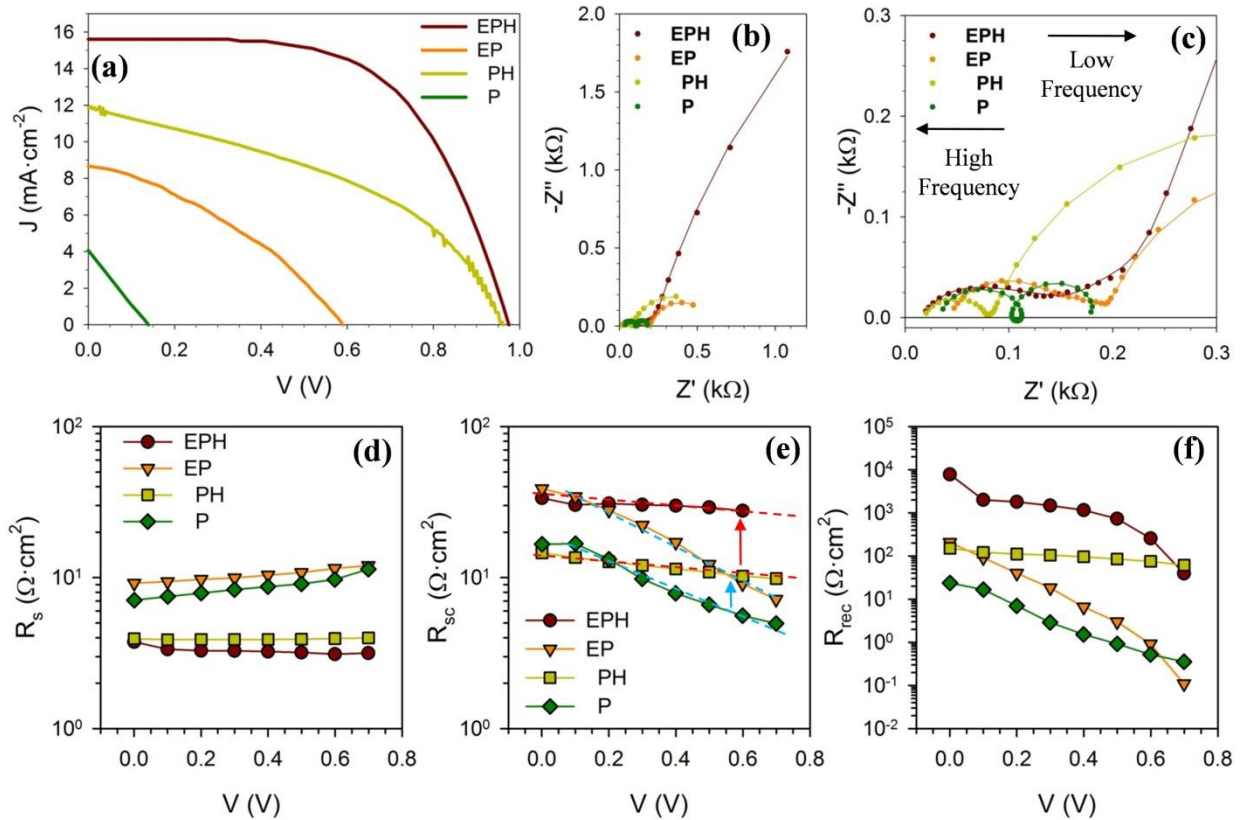 (a)
EPH
EP
PH
P
16
14
12
10
8
6
4
2
0
J (mA·cm⁻²)
0.0 0.2 0.4 0.6 0.8 1.0
V (V)
(b)
EPH
EP
PH
P
2.0
1.5
1.0
0.5
0.0
-Z'' (kΩ)
0.0 0.5 1.0
Z' (kΩ)
(c)
EPH
EP
PH
P
Low
Frequency
High
Frequency
0.3
0.2
0.1
0.0
-Z'' (kΩ)
0.0 0.1 0.2 0.3
Z' (kΩ)
(d)
EPH
EP
PH
P
10²
10¹
10⁰
Rs (Ω·cm²)
0.0 0.2 0.4 0.6 0.8
V (V)
(e)
EPH
EP
PH
P
10²
10¹
10⁰
Rsc (Ω·cm²)
0.0 0.2 0.4 0.6 0.8
V (V)
(f)
10⁵
10⁴
10³
10²
10¹
10⁰
10⁻¹
10⁻²
Rrec (Ω·cm²)
0.0 0.2 0.4 0.6 0.8
V (V)